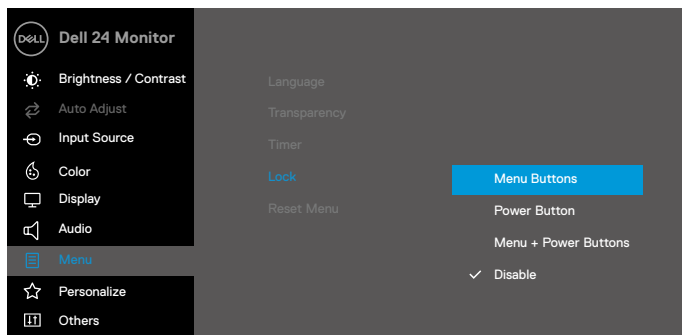 DELL Dell 24 Monitor
Brightness / Contrast
Auto Adjust
Input Source
Color
Display
Audio
Menu
Personalize
Others
Language
Transparency
Timer
Lock
Reset Menu
Menu Buttons
Power Button
Menu + Power Buttons
Disable